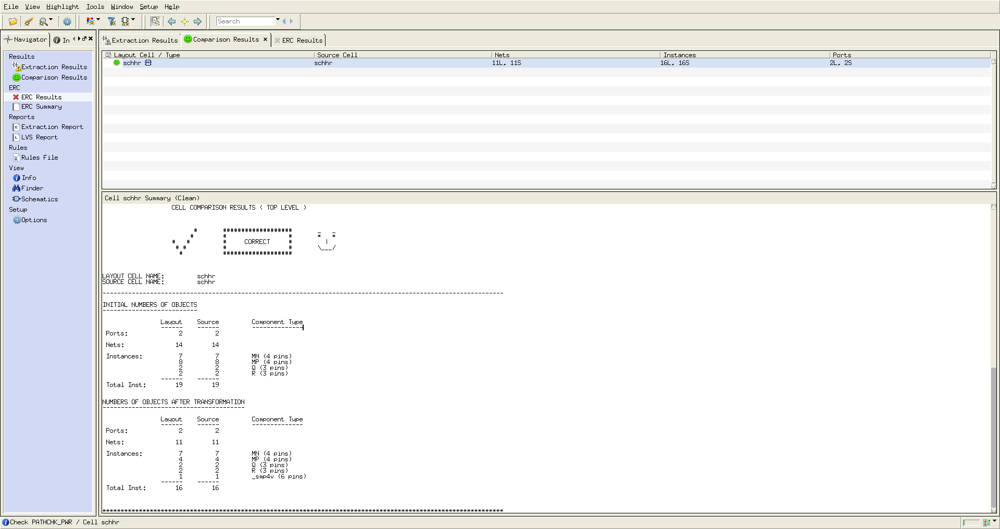 Eile View Highlight Tools Window Setup Help
Search
Navigator In
Extraction Results Comparison Results ERC Results
Results
Extraction Results
Comparison Results
ERC
ERC Results
ERC Summary
Reports
Extraction Report
LVS Report
Rules
Rules File
View
Info
Finder
Schematics
Setup
Options
Layout Cell / Type Source Cell Nets Instances Ports
schhr schhr 11L, 11S 16L, 16S 2L, 2S
Cell schhr Summary (Clean)
CELL COMPARISON RESULTS ( TOP LEVEL )
# ################### _ _
# # # * *
# # # CORRECT # |
# # # # \___/
# ###################
LAYOUT CELL NAME: schhr
SOURCE CELL NAME: schhr
--------------------------------------------------------------------------------------------------------------
INITIAL NUMBERS OF OBJECTS
--------------------------
Layout Source Component Type
------ ------ --------------
Ports: 2 2
Nets: 14 14
Instances: 7 7 MN (4 pins)
8 8 MP (4 pins)
2 2 Q (3 pins)
2 2 R (3 pins)
------ ------
Total Inst: 19 19
NUMBERS OF OBJECTS AFTER TRANSFORMATION
---------------------------------------
Layout Source Component Type
------ ------ --------------
Ports: 2 2
Nets: 11 11
Instances: 7 7 MN (4 pins)
4 4 MP (4 pins)
2 2 Q (3 pins)
2 2 R (3 pins)
1 1 _smp4v (6 pins)
------ ------
Total Inst: 16 16
**************************************************************************************************************
Check PATHCHK_PWR / Cell schhr